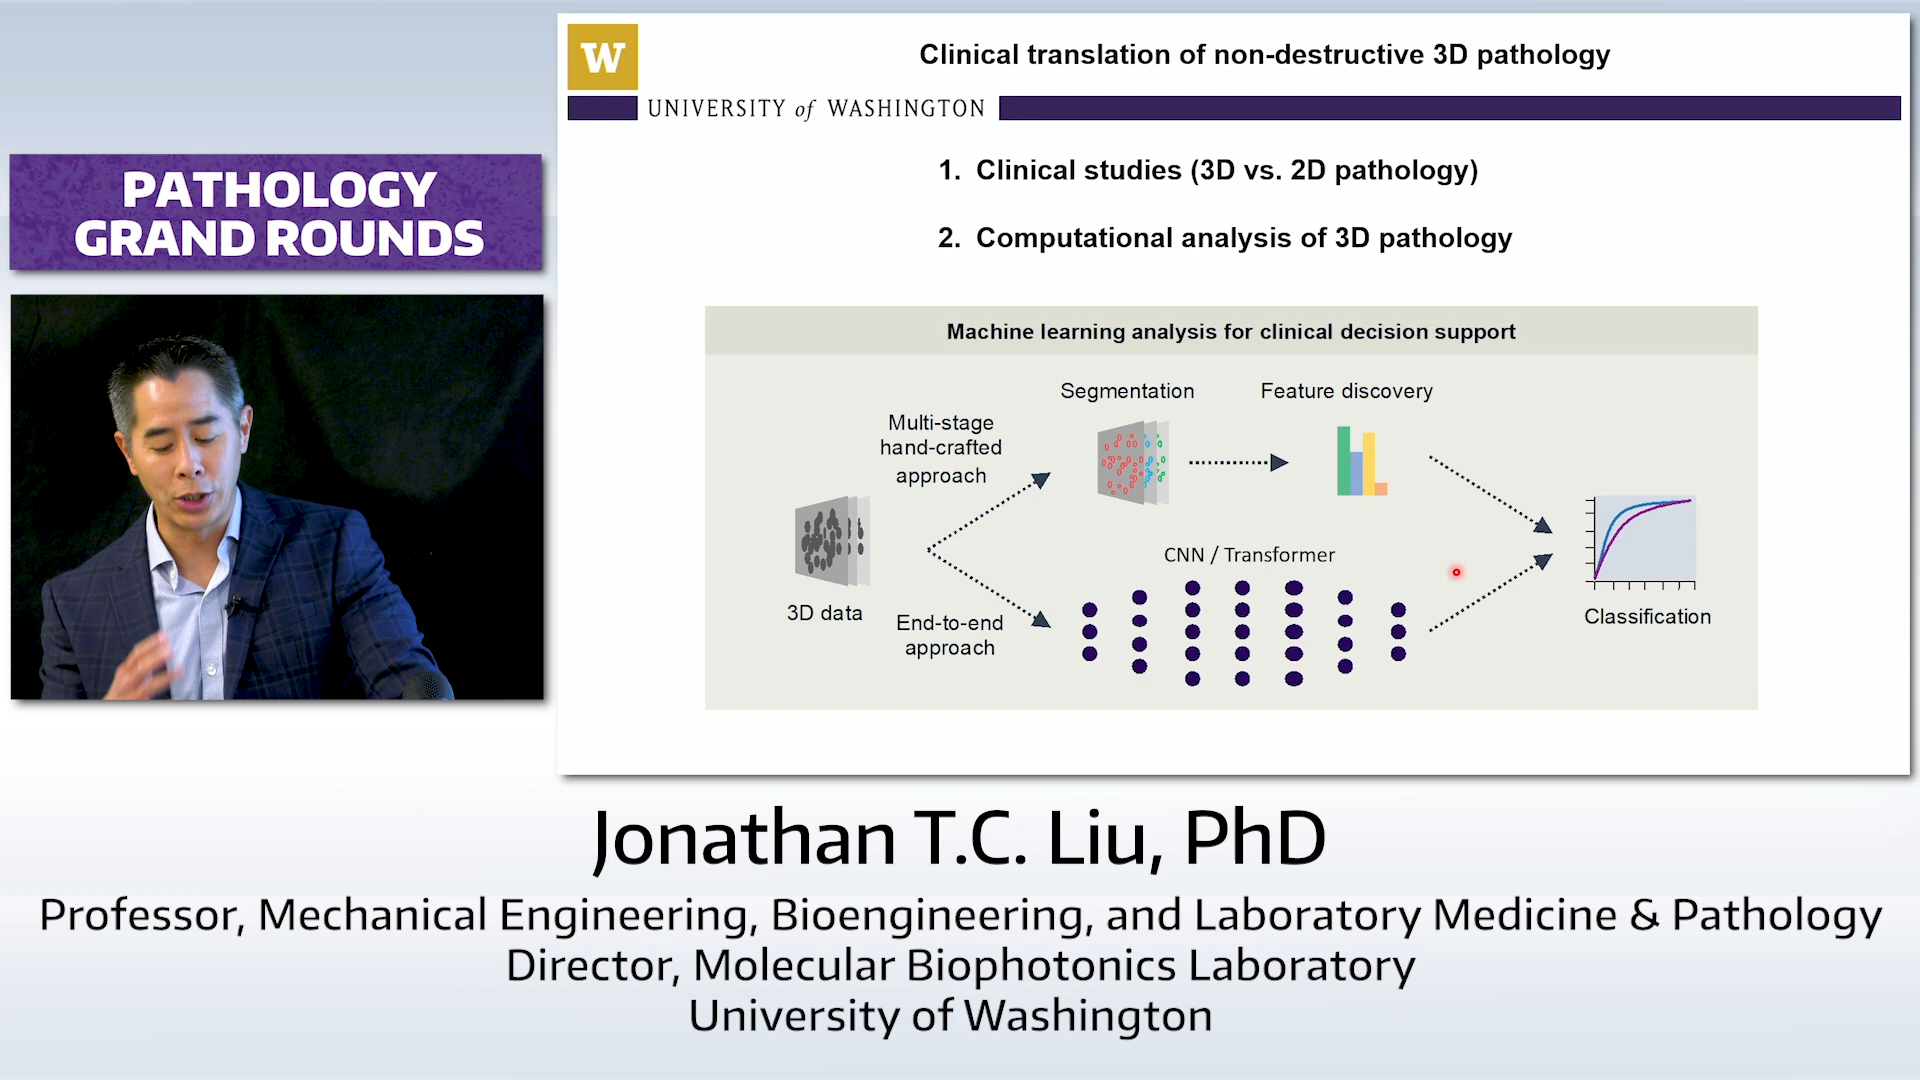 PATHOLOGY
GRAND ROUNDS
W
Clinical translation of non-destructive 3D pathology
UNIVERSITY of WASHINGTON
1. Clinical studies (3D vs. 2D pathology)
2. Computational analysis of 3D pathology
Machine learning analysis for clinical decision support
Multi-stage
hand-crafted
approach
Segmentation
Feature discovery
3D data
End-to-end
approach
CNN / Transformer
Classification
Jonathan T.C. Liu, PhD
Professor, Mechanical Engineering, Bioengineering, and Laboratory Medicine & Pathology
Director, Molecular Biophotonics Laboratory
University of Washington